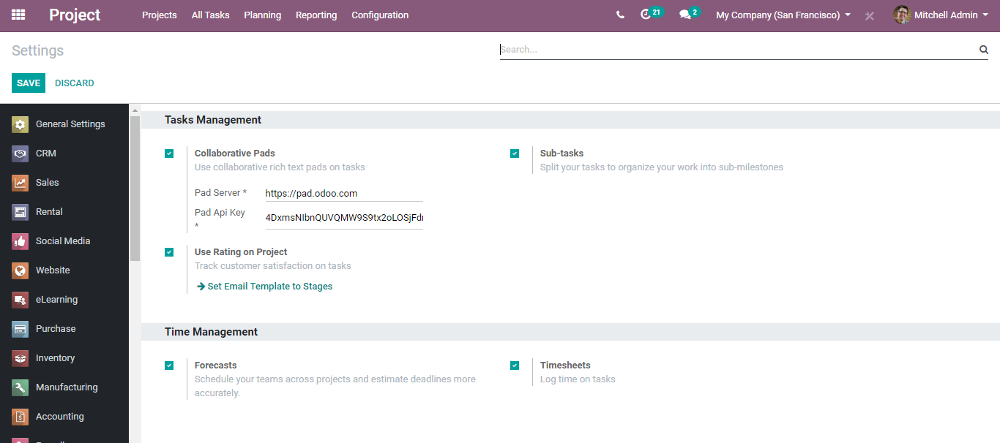 Project
Projects All Tasks Planning Reporting Configuration
21
2
My Company (San Francisco)
Mitchell Admin
Settings
Search...
SAVE DISCARD
General Settings
CRM
Sales
Rental
Social Media
Website
eLearning
Purchase
Inventory
Manufacturing
Accounting
Tasks Management
Collaborative Pads
Use collaborative rich text pads on tasks
Pad Server * https://pad.odoo.com
Pad Api Key
*
Sub-tasks
Split your tasks to organize your work into sub-milestones
Use Rating on Project
Track customer satisfaction on tasks
Set Email Template to Stages
Time Management
Forecasts
Schedule your teams across projects and estimate deadlines more
accurately.
Timesheets
Log time on tasks